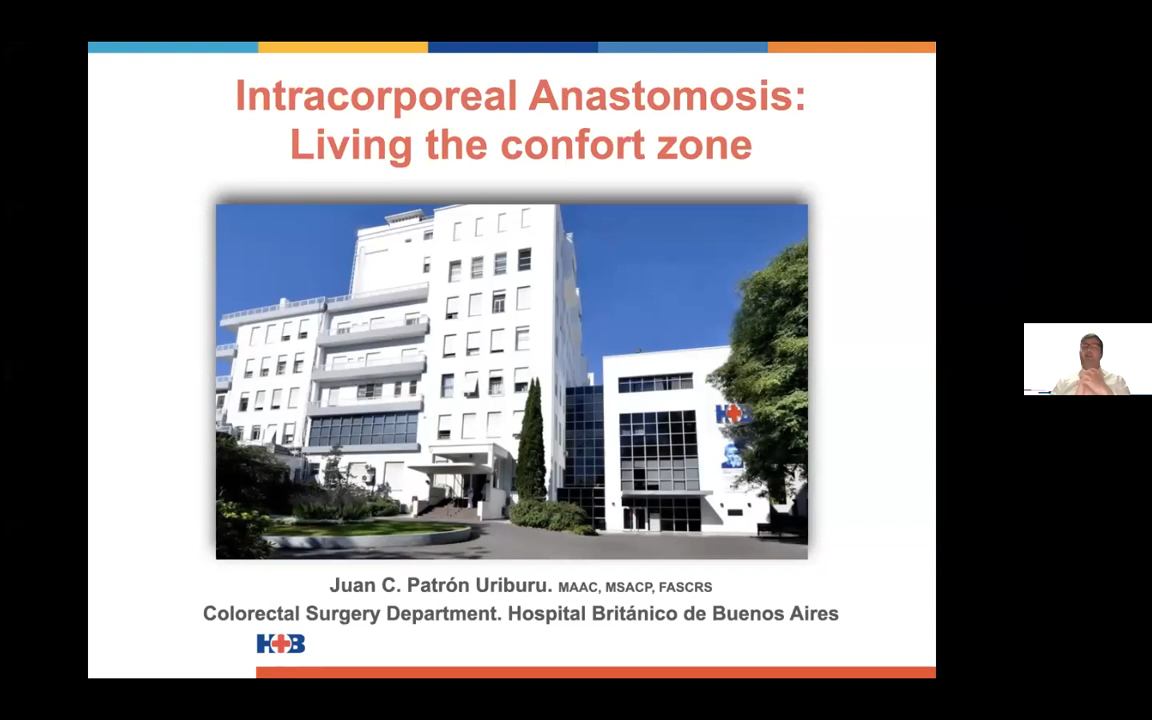 Intracorporeal Anastomosis:
Living the confort zone
Juan C. Patrón Uriburu. MAAC, MSACP, FASCRS
Colorectal Surgery Department. Hospital Británico de Buenos Aires
HB